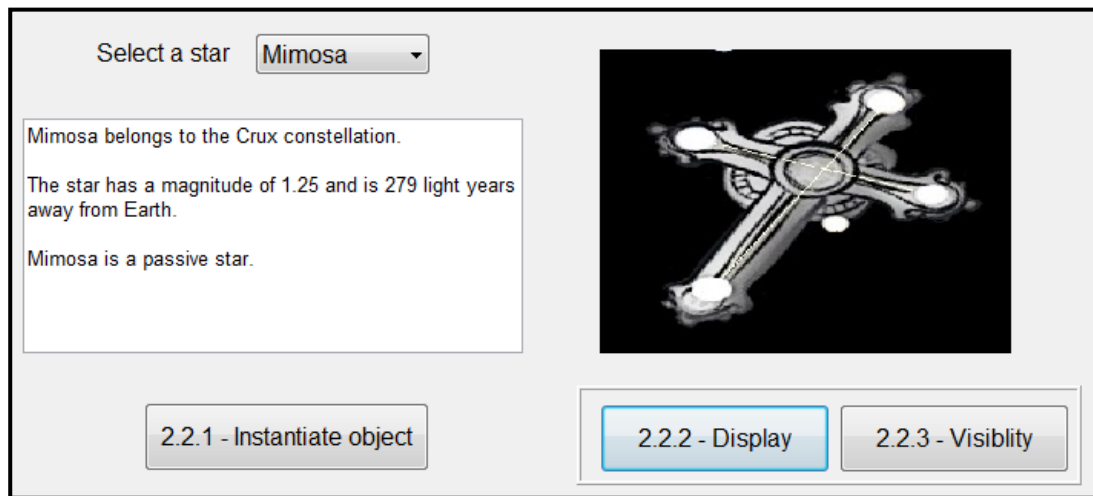 Select a star
Mimosa
Mimosa belongs to the Crux constellation.
The star has a magnitude of 1.25 and is 279 light years
away from Earth.
Mimosa is a passive star.
2.2.1 - Instantiate object
2.2.2 - Display
2.2.3 - Visiblity